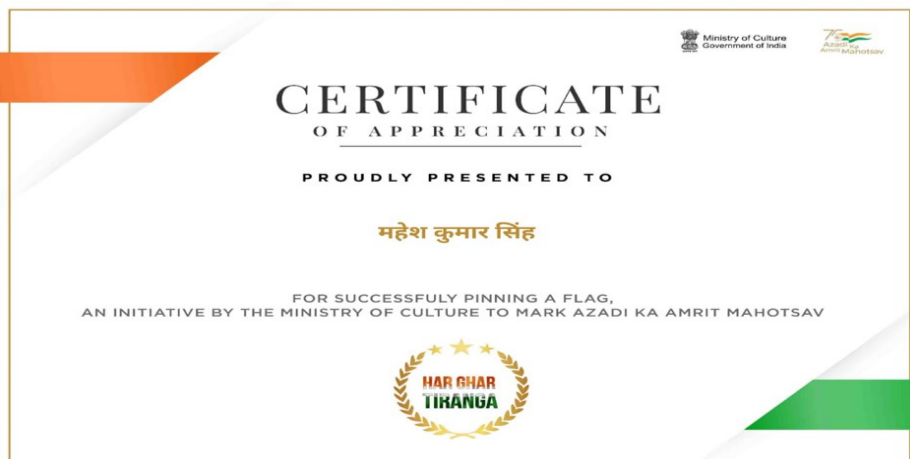 Ministry of Culture
Government of India
75
Azadi Ka
Amrit Mahotsav
CERTIFICATE
OF APPRECIATION
PROUDLY PRESENTED TO
महेश कुमार सिंह
FOR SUCCESSFULY PINNING A FLAG,
AN INITIATIVE BY THE MINISTRY OF CULTURE TO MARK AZADI KA AMRIT MAHOTSAV
HAR GHAR
TIRANGA